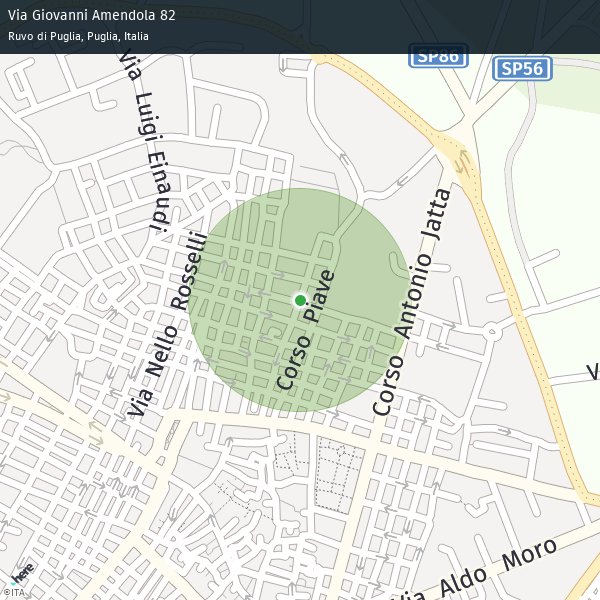 Via Giovanni Amendola 82
Ruvo di Puglia, Puglia, Italia
SP86
SP56
Via Luigi Einaudi
Via Nello Rosselli
Corso Piave
Corso Antonio Jatta
V
Via Aldo Moro
here
©ITA